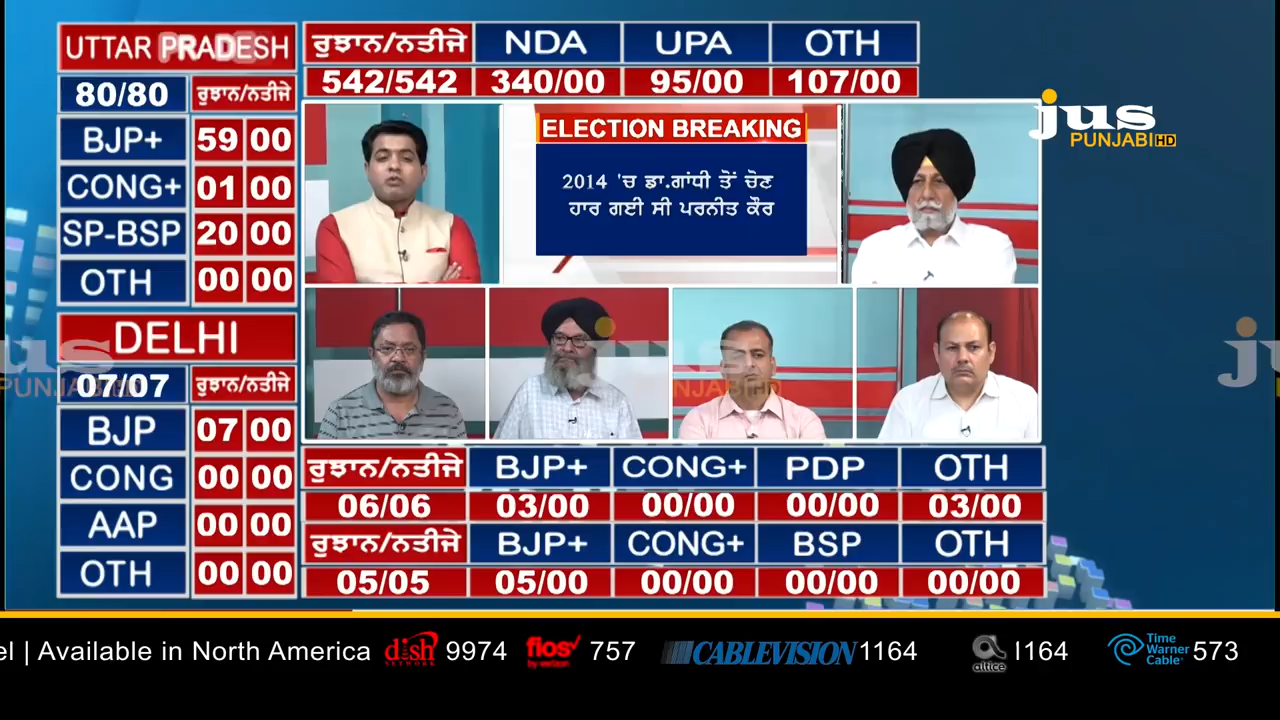 UTTAR PRADESH
80/80 ਰੁਝਾਨ/ਨਤੀਜੇ
BJP+ 59 00
CONG+ 01 00
SP-BSP 20 00
OTH 00 00
DELHI
07/07 ਰੁਝਾਨ/ਨਤੀਜੇ
BJP 07 00
CONG 00 00
AAP 00 00
OTH 00 00
ਰੁਝਾਨ/ਨਤੀਜੇ NDA UPA OTH
542/542 340/00 95/00 107/00
jus
PUNJABI HD
ELECTION BREAKING
2014 'ਚ ਡਾ.ਗਾਂਧੀ ਤੋਂ ਚੋਣ
ਹਾਰ ਗਈ ਸੀ ਪਰਨੀਤ ਕੌਰ
jus
PUNJABI HD
ਰੁਝਾਨ/ਨਤੀਜੇ BJP+ CONG+ PDP OTH
06/06 03/00 00/00 00/00 03/00
ਰੁਝਾਨ/ਨਤੀਜੇ BJP+ CONG+ BSP OTH
05/05 05/00 00/00 00/00 00/00
el | Available in North America dish NETWORK 9974 fios by verizon 757 CABLEVISION 1164 altice 1164 Time Warner Cable 573